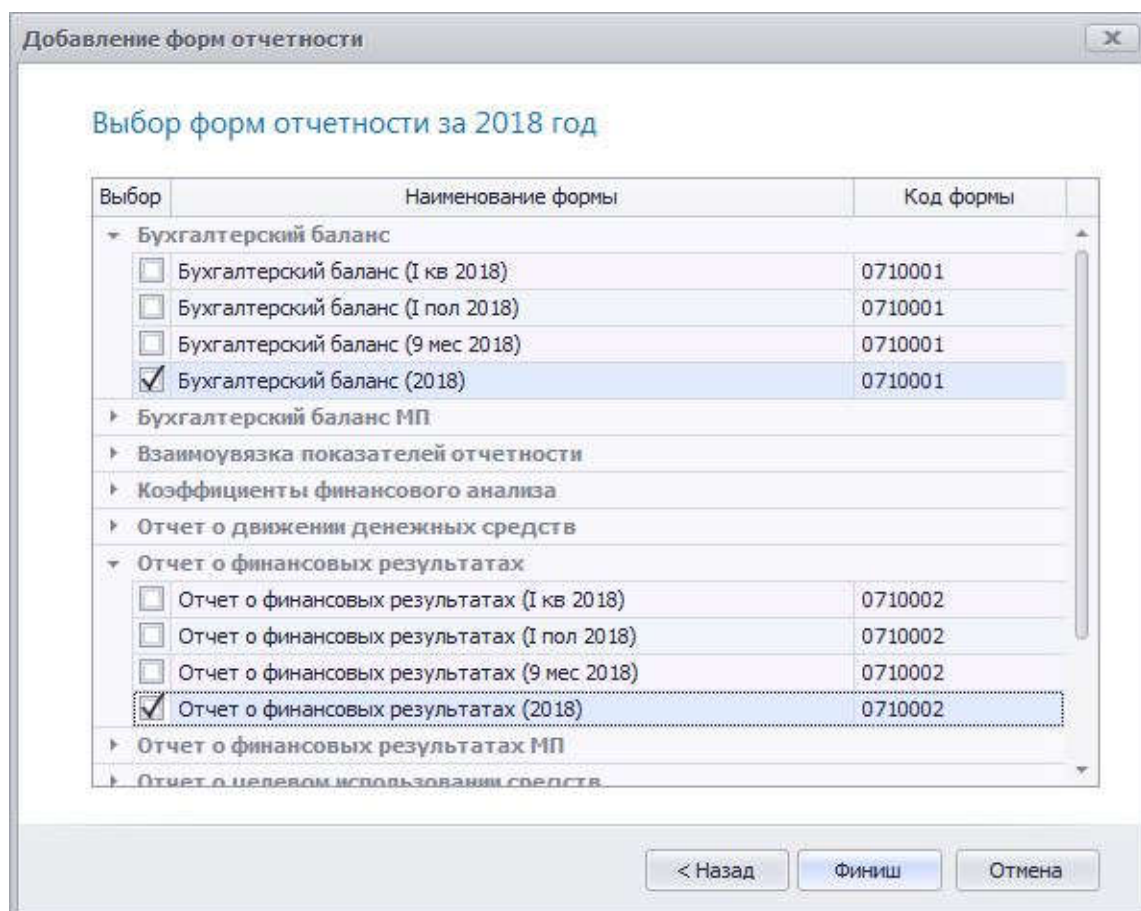 Добавление форм отчетности
Выбор форм отчетности за 2018 год
Выбор Наименование формы Код формы
Бухгалтерский баланс
Бухгалтерский баланс (I кв 2018) 0710001
Бухгалтерский баланс (I пол 2018) 0710001
Бухгалтерский баланс (9 мес 2018) 0710001
Бухгалтерский баланс (2018) 0710001
Бухгалтерский баланс МП
Взаимоувязка показателей отчетности
Коэффициенты финансового анализа
Отчет о движении денежных средств
Отчет о финансовых результатах
Отчет о финансовых результатах (I кв 2018) 0710002
Отчет о финансовых результатах (I пол 2018) 0710002
Отчет о финансовых результатах (9 мес 2018) 0710002
Отчет о финансовых результатах (2018) 0710002
Отчет о финансовых результатах МП
Отчет о целевом использовании средств
< Назад Финиш Отмена